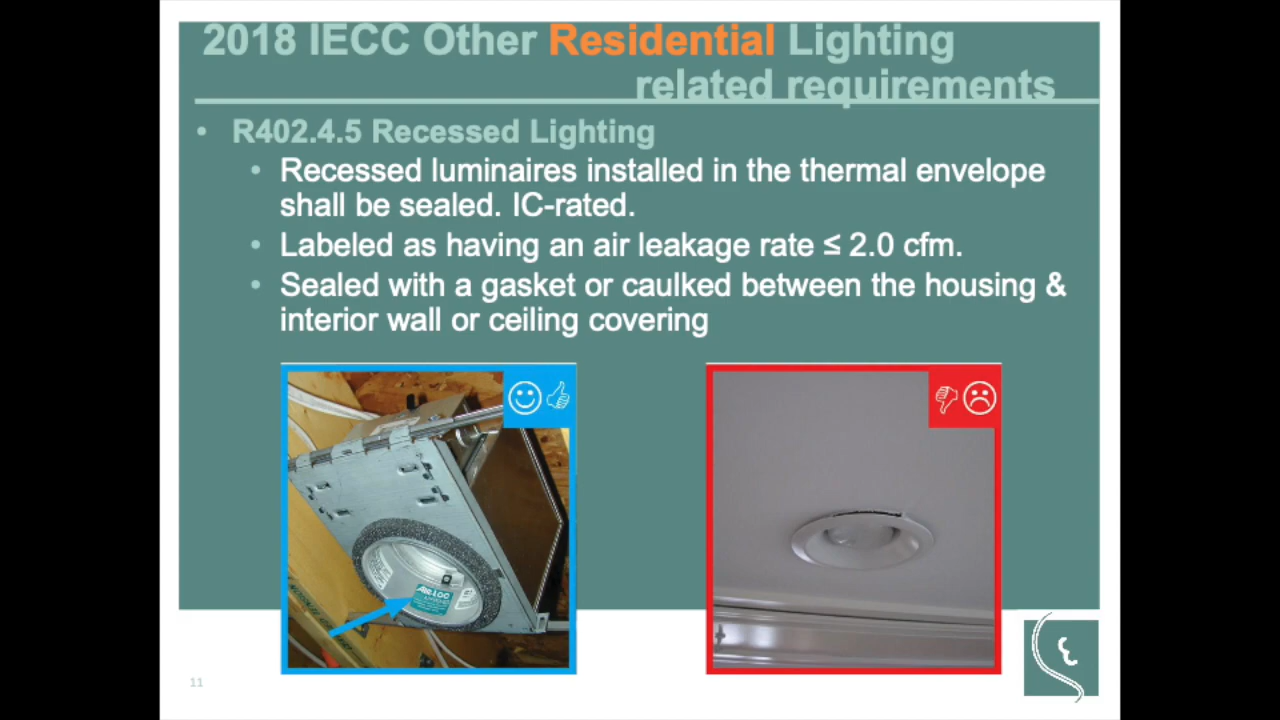 2018 IECC Other Residential Lighting
related requirements
• R402.4.5 Recessed Lighting
• Recessed luminaires installed in the thermal envelope
shall be sealed. IC-rated.
• Labeled as having an air leakage rate ≤ 2.0 cfm.
• Sealed with a gasket or caulked between the housing &
interior wall or ceiling covering
11